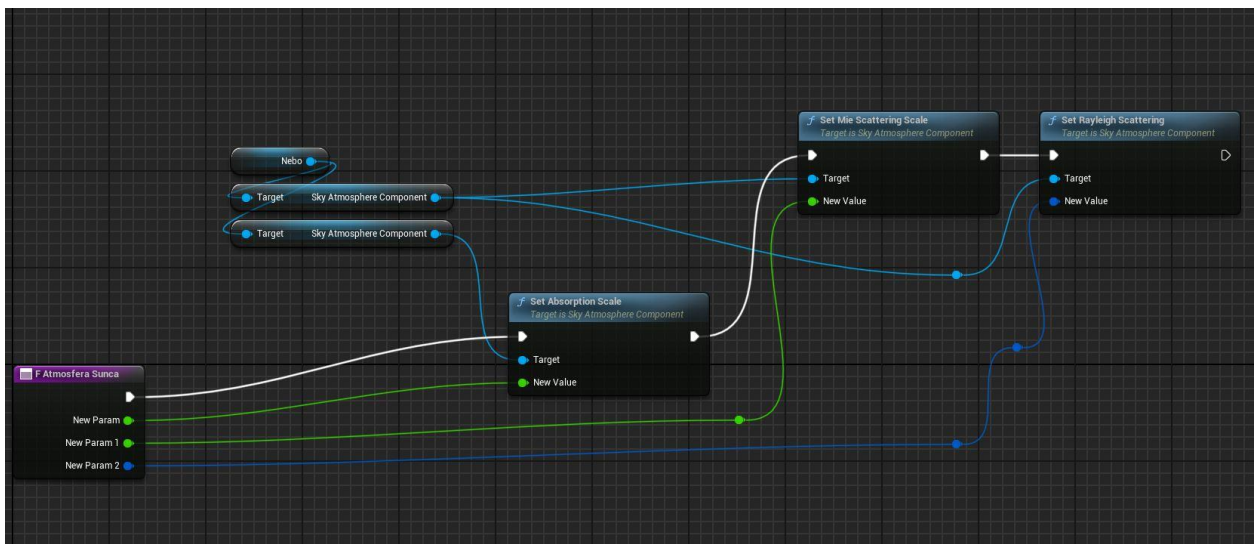 Nebo
Target Sky Atmosphere Component
Target Sky Atmosphere Component
F Atmosfera Sunca
New Param
New Param 1
New Param 2
f Set Absorption Scale
Target is Sky Atmosphere Component
Target
New Value
f Set Mie Scattering Scale
Target is Sky Atmosphere Component
Target
New Value
f Set Rayleigh Scattering
Target is Sky Atmosphere Component
Target
New Value